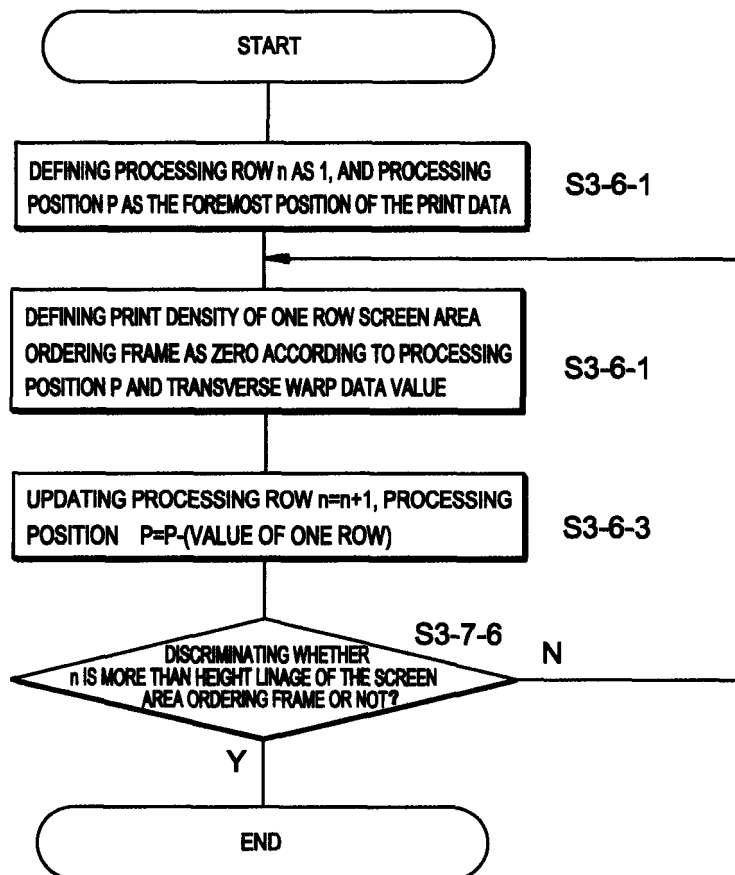 START
DEFINING PROCESSING ROW n AS 1, AND PROCESSING
POSITION P AS THE FOREMOST POSITION OF THE PRINT DATA
S3-6-1
DEFINING PRINT DENSITY OF ONE ROW SCREEN AREA
ORDERING FRAME AS ZERO ACCORDING TO PROCESSING
POSITION P AND TRANSVERSE WARP DATA VALUE
S3-6-1
UPDATING PROCESSING ROW n=n+1, PROCESSING
POSITION P=P-(VALUE OF ONE ROW)
S3-6-3
S3-7-6
DISCRIMINATING WHETHER
n IS MORE THAN HEIGHT LINAGE OF THE SCREEN
AREA ORDERING FRAME OR NOT?
N
Y
END